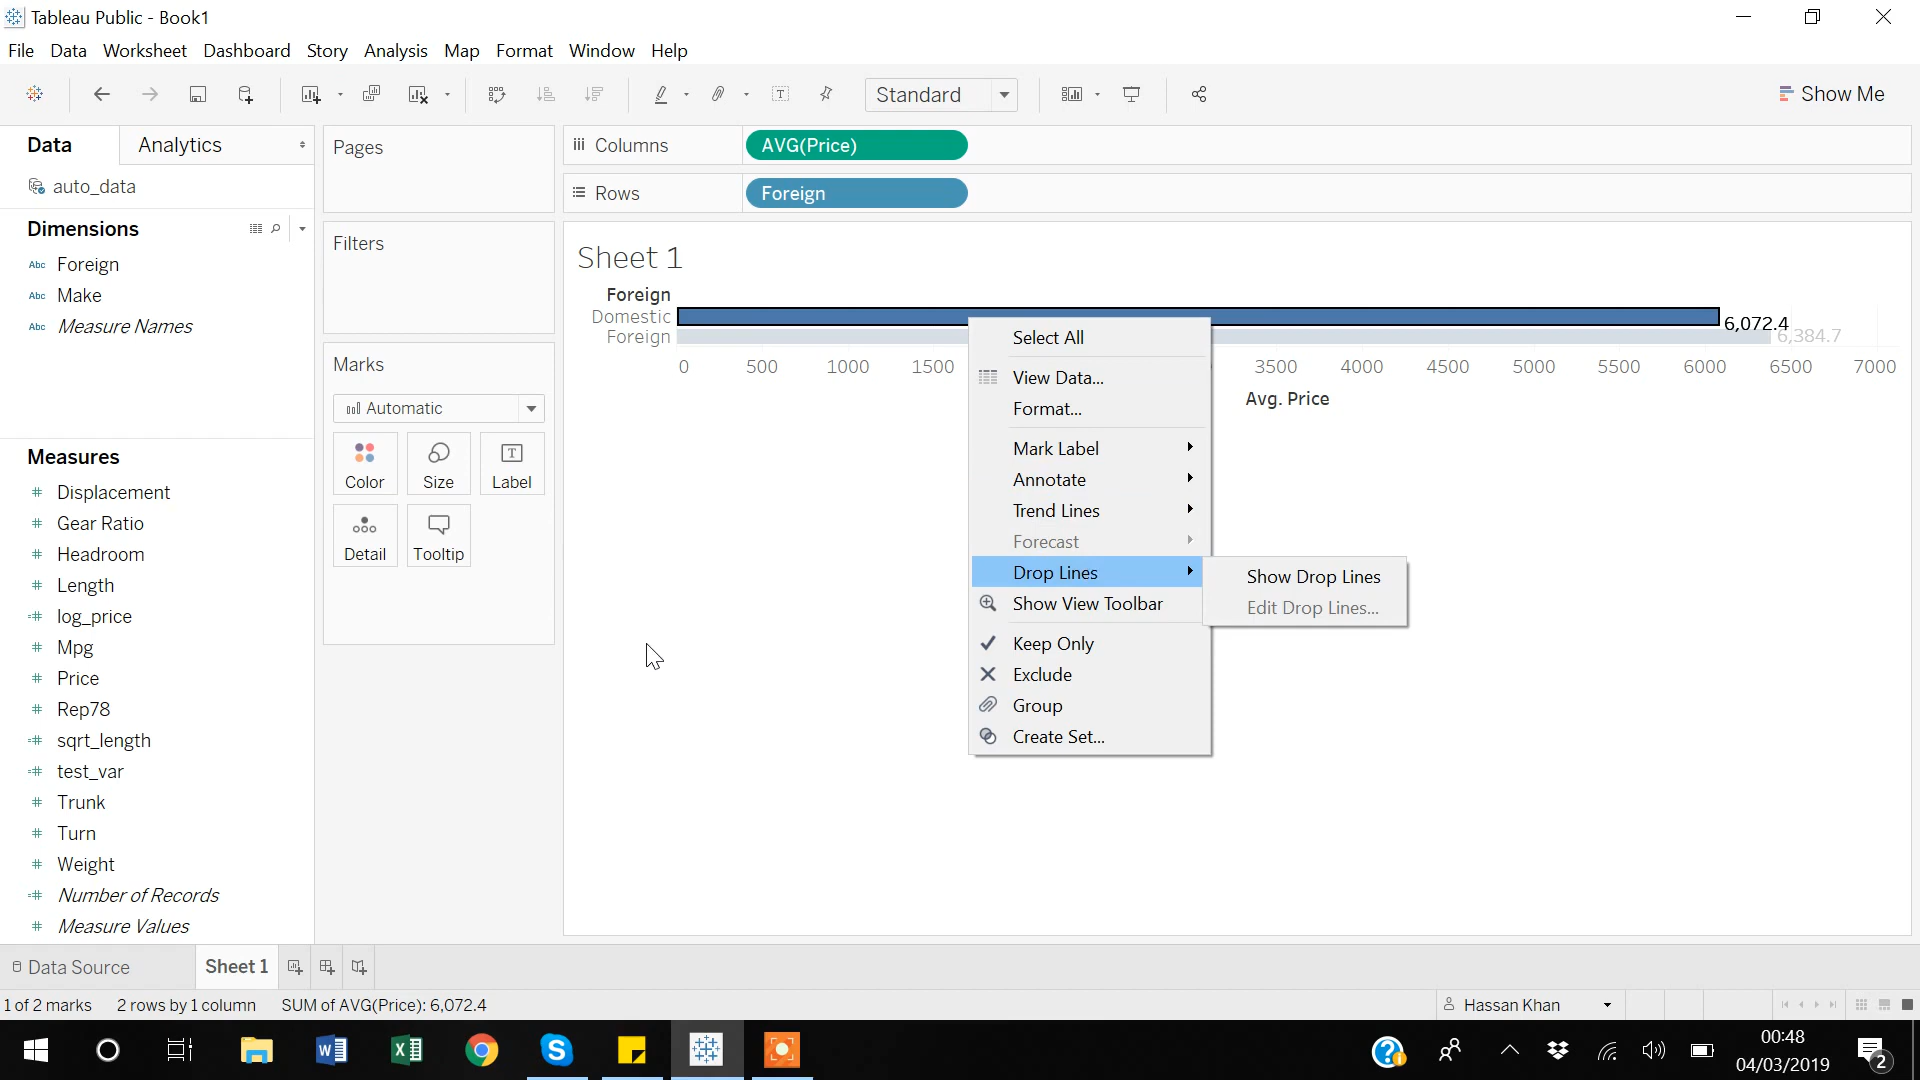 Tableau Public - Book1
File Data Worksheet Dashboard Story Analysis Map Format Window Help
Standard
Show Me
Data
Analytics
auto_data
Dimensions
Abc Foreign
Abc Make
Abc Measure Names
Measures
# Displacement
# Gear Ratio
# Headroom
# Length
=# log_price
# Mpg
# Price
# Rep78
=# sqrt_length
=# test_var
# Trunk
# Turn
# Weight
=# Number of Records
# Measure Values
Pages
Filters
Marks
Automatic
Color
Size
T
Label
Detail
Tooltip
Columns
AVG(Price)
Rows
Foreign
Sheet 1
Foreign
Domestic
6,072.4
Foreign
6,384.7
0 500 1000 1500 3500 4000 4500 5000 5500 6000 6500 7000
Avg. Price
Select All
View Data...
Format...
Mark Label
Annotate
Trend Lines
Forecast
Drop Lines
Show View Toolbar
Keep Only
Exclude
Group
Create Set...
Show Drop Lines
Edit Drop Lines...
Data Source
Sheet 1
1 of 2 marks 2 rows by 1 column SUM of AVG(Price): 6,072.4
Hassan Khan
00:48
04/03/2019
2